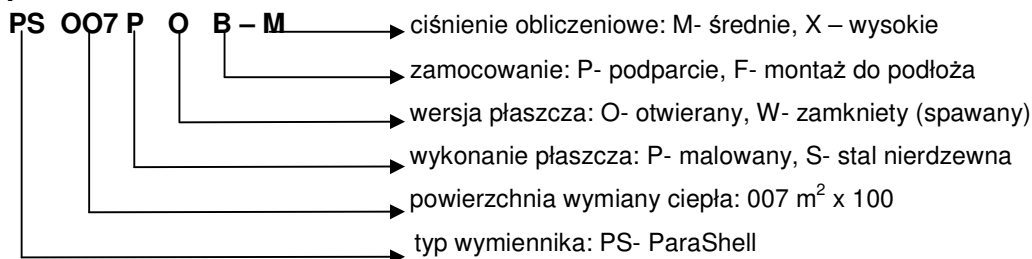 PS OO7 P O B – M
ciśnienie obliczeniowe: M- średnie, X – wysokie
zamocowanie: P- podparcie, F- montaż do podłoża
wersja płaszcza: O- otwierany, W- zamkniety (spawany)
wykonanie płaszcza: P- malowany, S- stal nierdzewna
powierzchnia wymiany ciepła: 007 m² x 100
typ wymiennika: PS- ParaShell